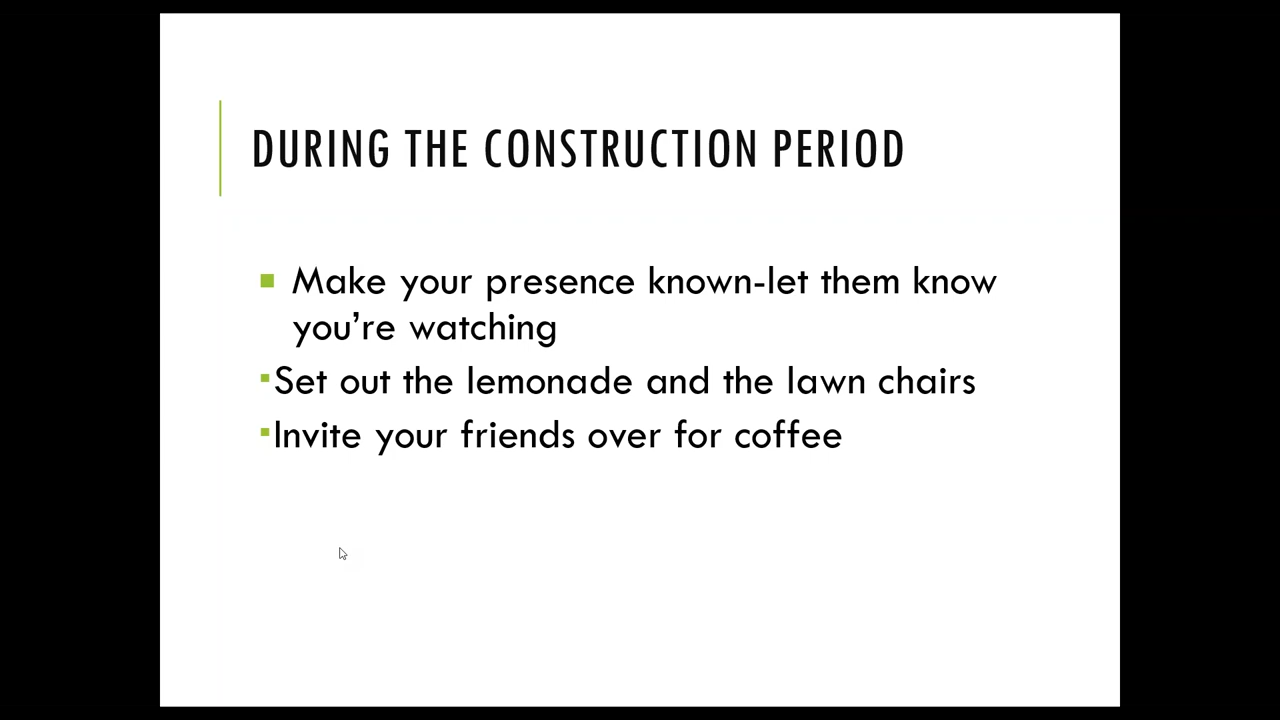 DURING THE CONSTRUCTION PERIOD
▪ Make your presence known-let them know
you’re watching
▪Set out the lemonade and the lawn chairs
▪Invite your friends over for coffee